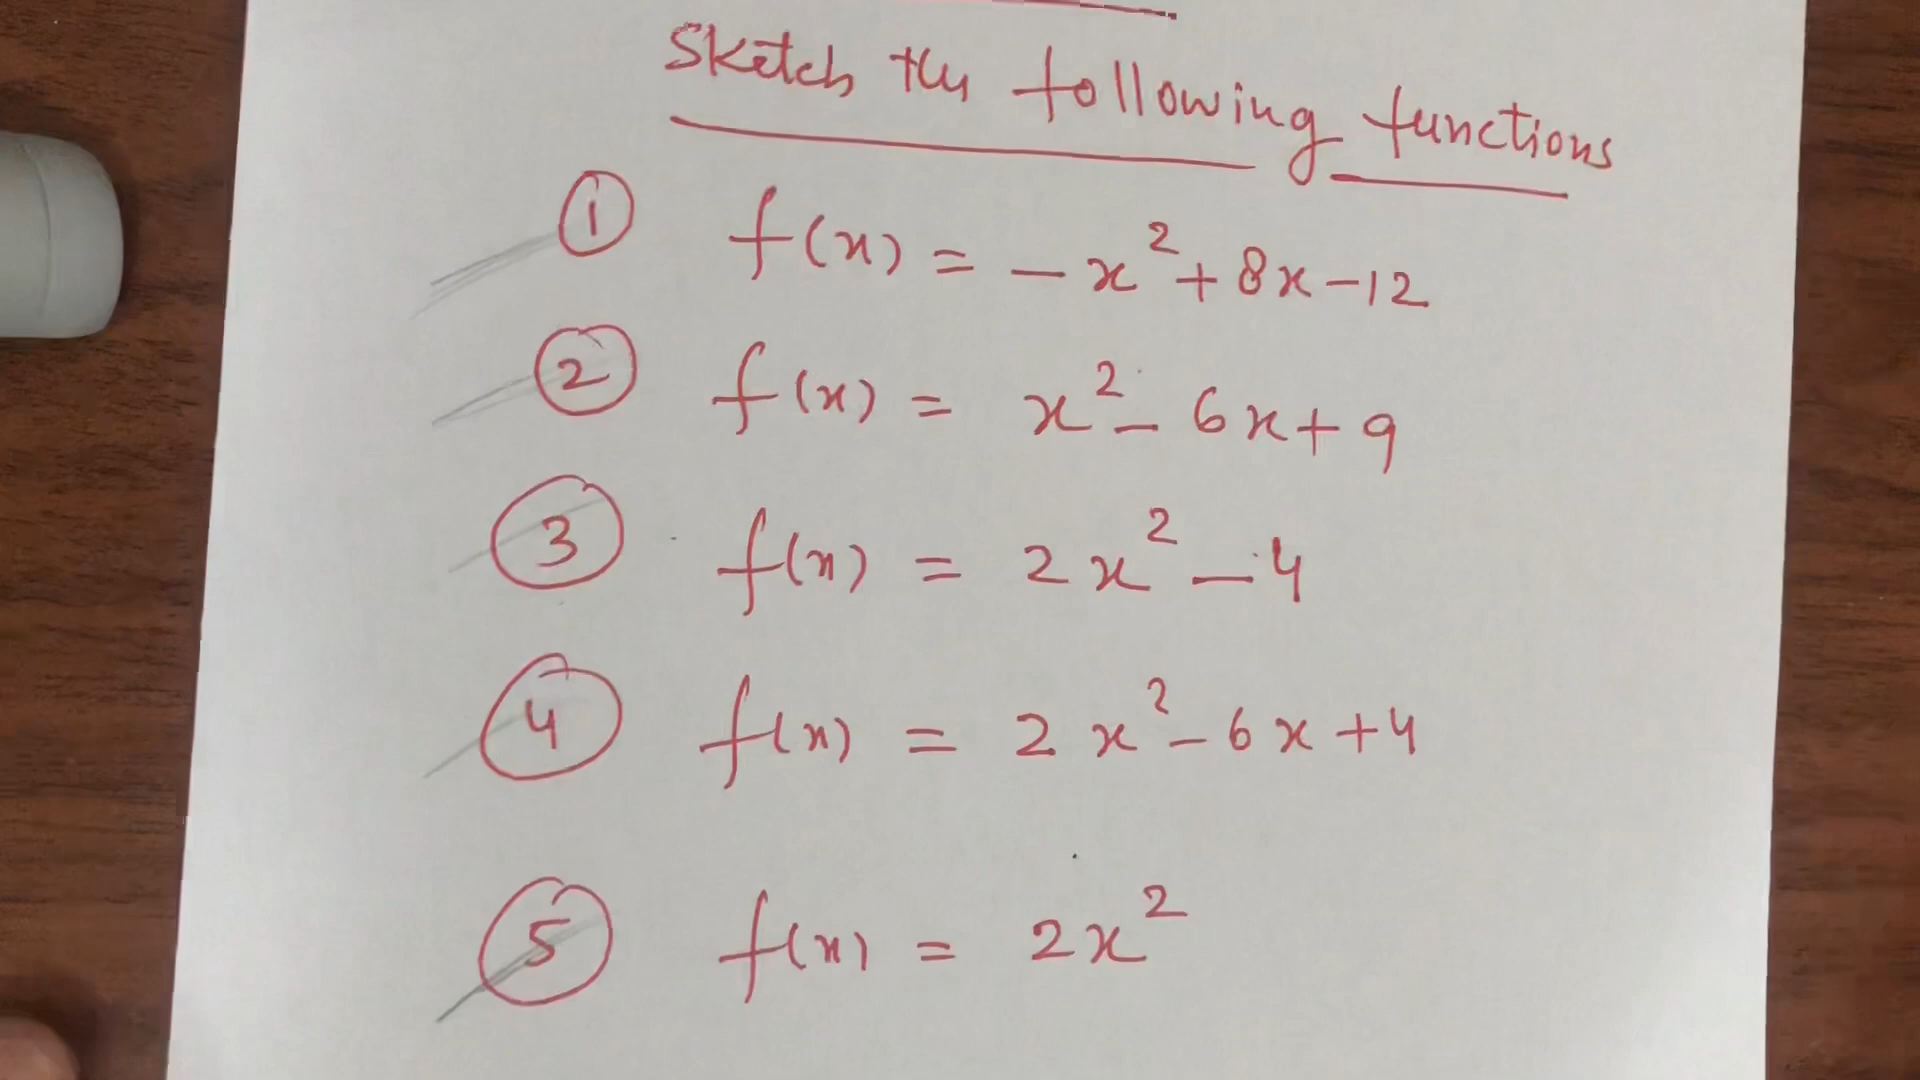 Sketch the following functions
① f(x) = -x²+8x-12
② f(x) = x²-6x+9
③ f(x) = 2x²-4
④ f(x) = 2x²-6x+4
⑤ f(x) = 2x²